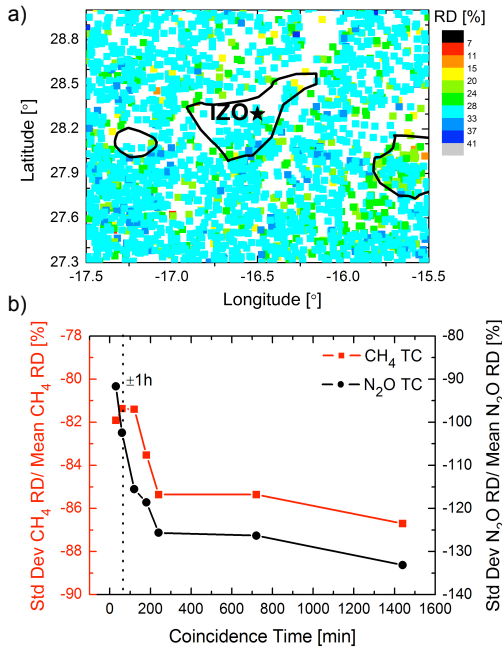 a)
RD [%]
7
11
15
20
24
28
33
37
41
Latitude [°]
28.8
28.5
28.2
27.9
27.6
27.3
IZO★
-17.5
-17.0
-16.5
-16.0
-15.5
Longitude [°]
b)
Std Dev CH₄ RD/ Mean CH₄ RD [%]
-78
-80
-82
-84
-86
-88
-90
±1h
CH₄ TC
N₂O TC
-80
-90
-100
-110
-120
-130
-140
Std Dev N₂O RD/ Mean N₂O RD [%]
0 200 400 600 800 1000 1200 1400 1600
Coincidence Time [min]